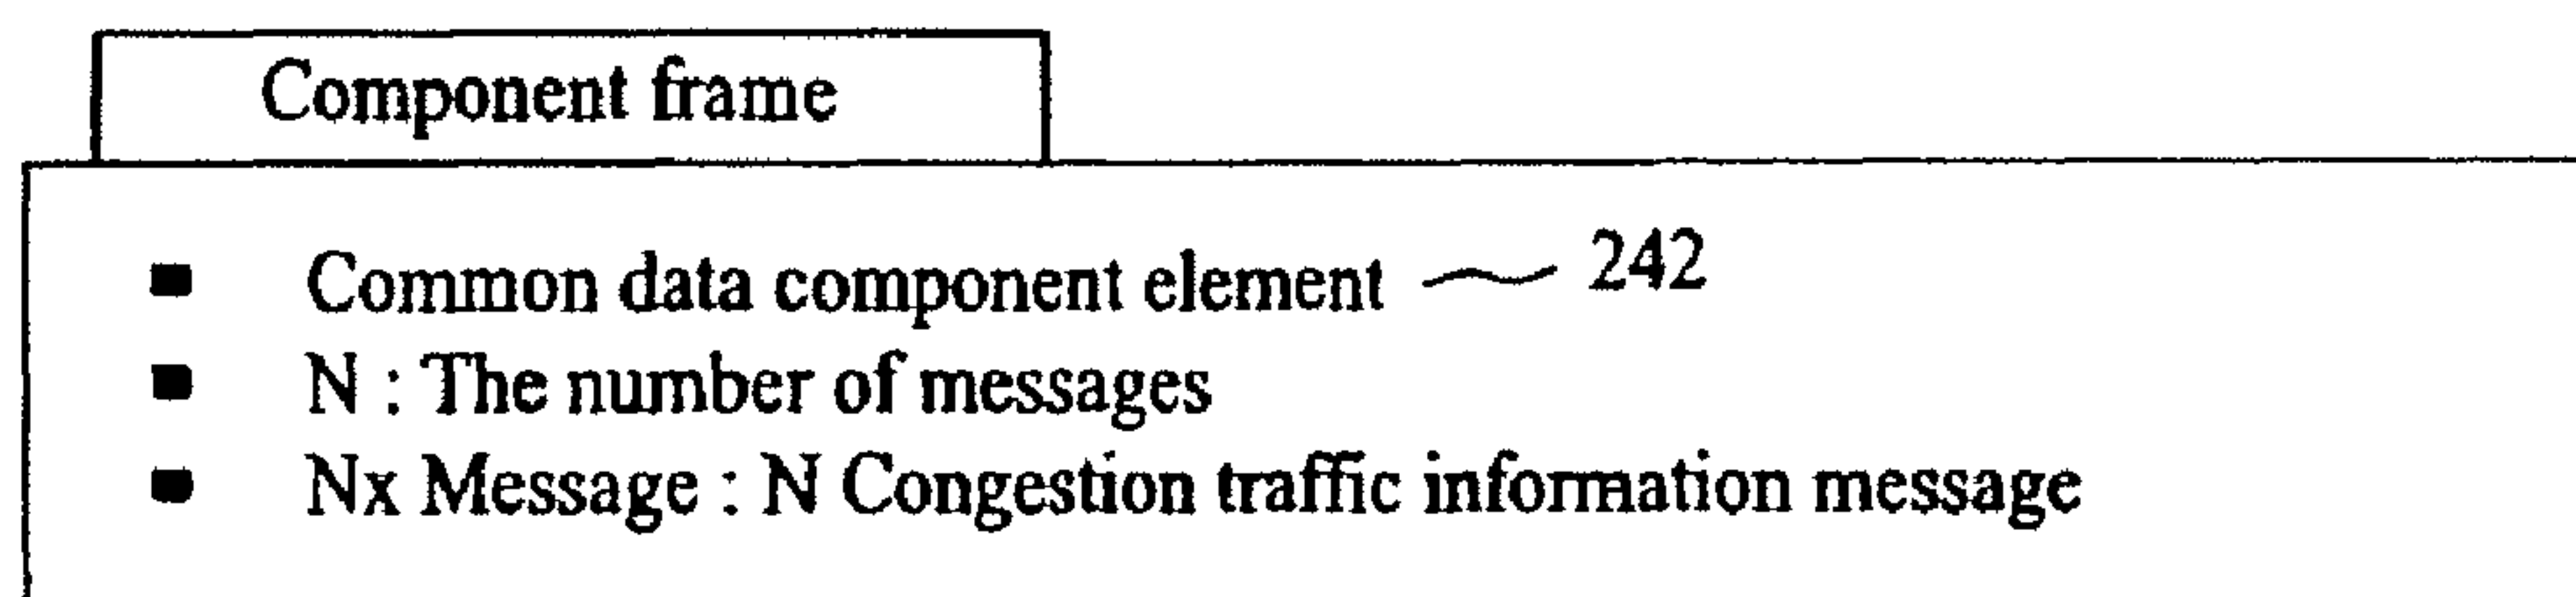 Component frame
■ Common data component element 242
■ N : The number of messages
■ Nx Message : N Congestion traffic information message